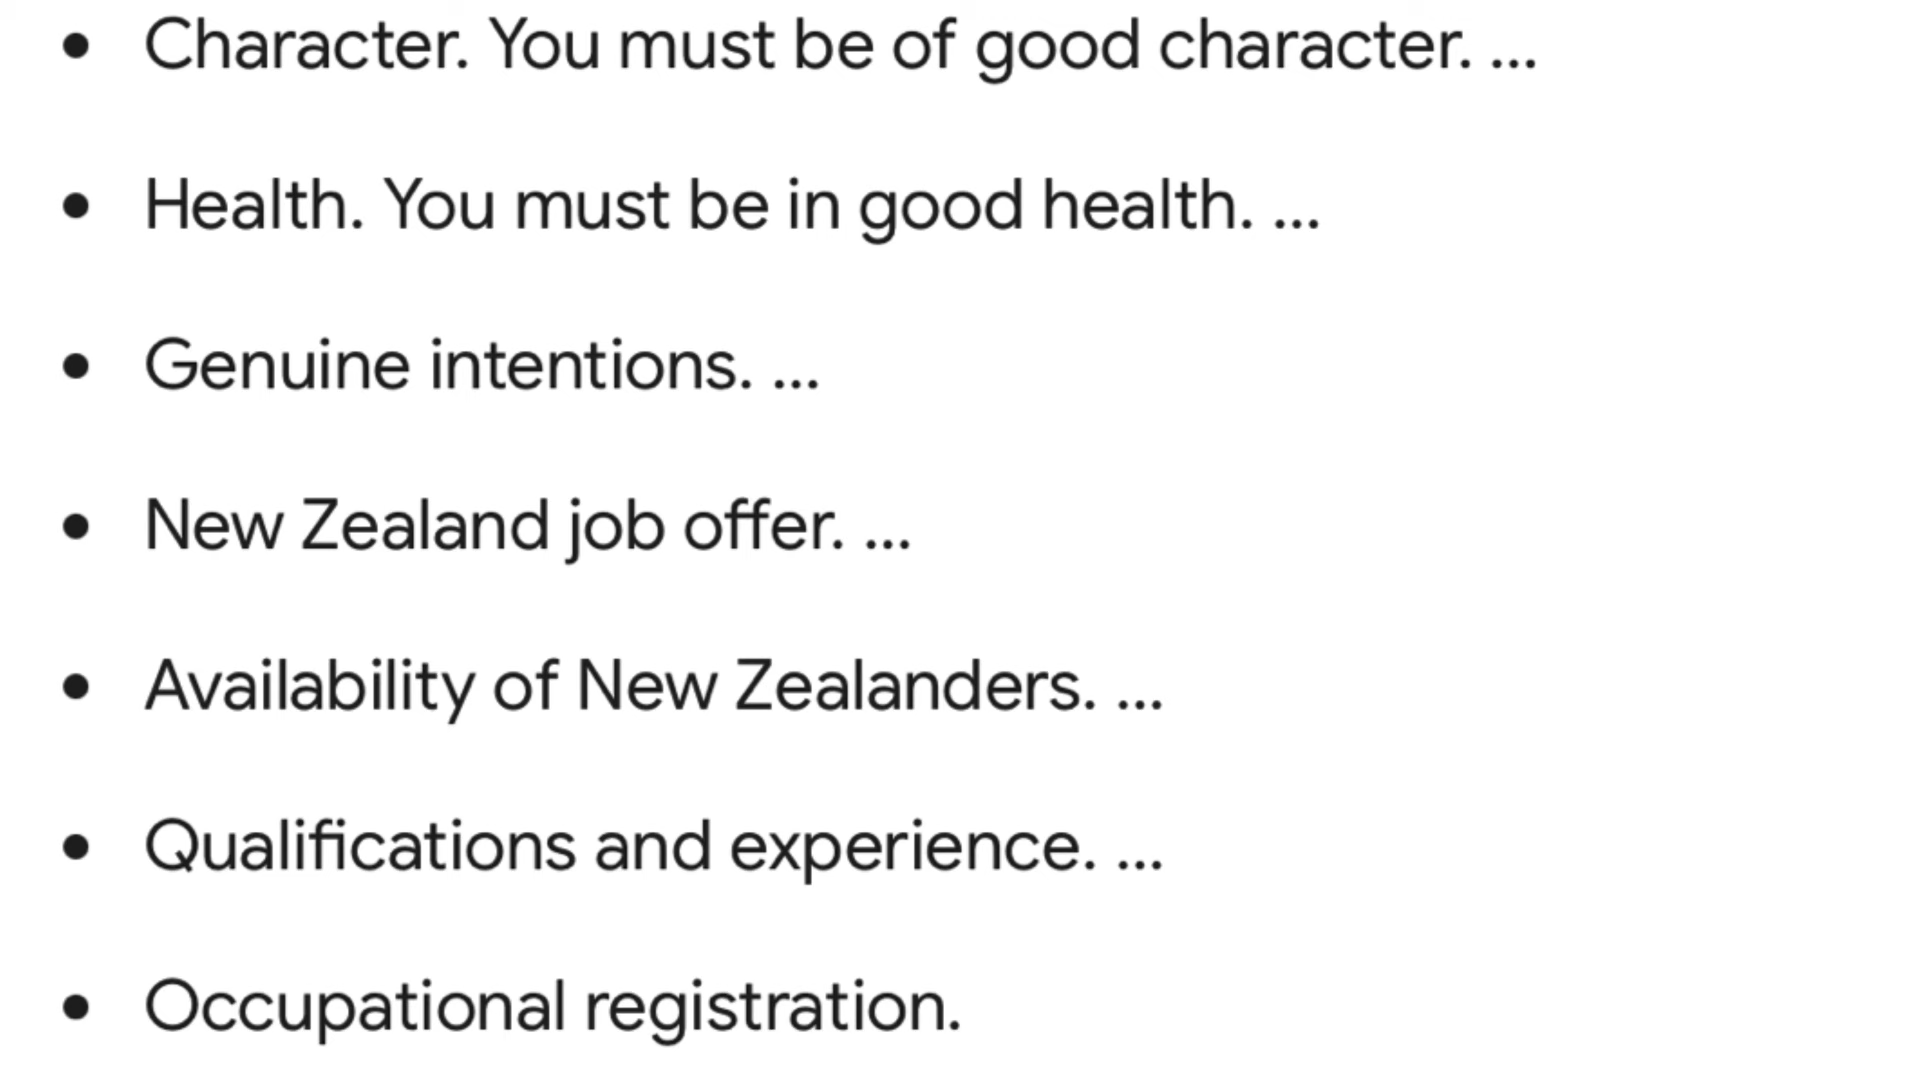 • Character. You must be of good character. ...
• Health. You must be in good health. ...
• Genuine intentions. ...
• New Zealand job offer. ...
• Availability of New Zealanders. ...
• Qualifications and experience. ...
• Occupational registration.